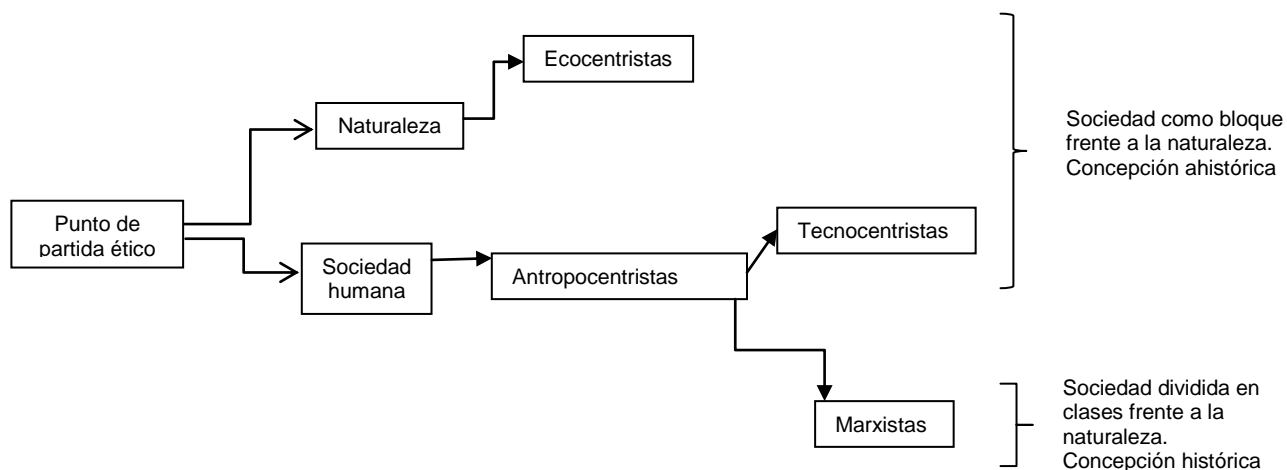 Ecocentristas
Naturaleza
Sociedad como bloque
frente a la naturaleza.
Concepción ahistórica
Punto de
partida ético
Sociedad
humana
Antropocentristas
Tecnocentristas
Marxistas
Sociedad dividida en
clases frente a la
naturaleza.
Concepción histórica